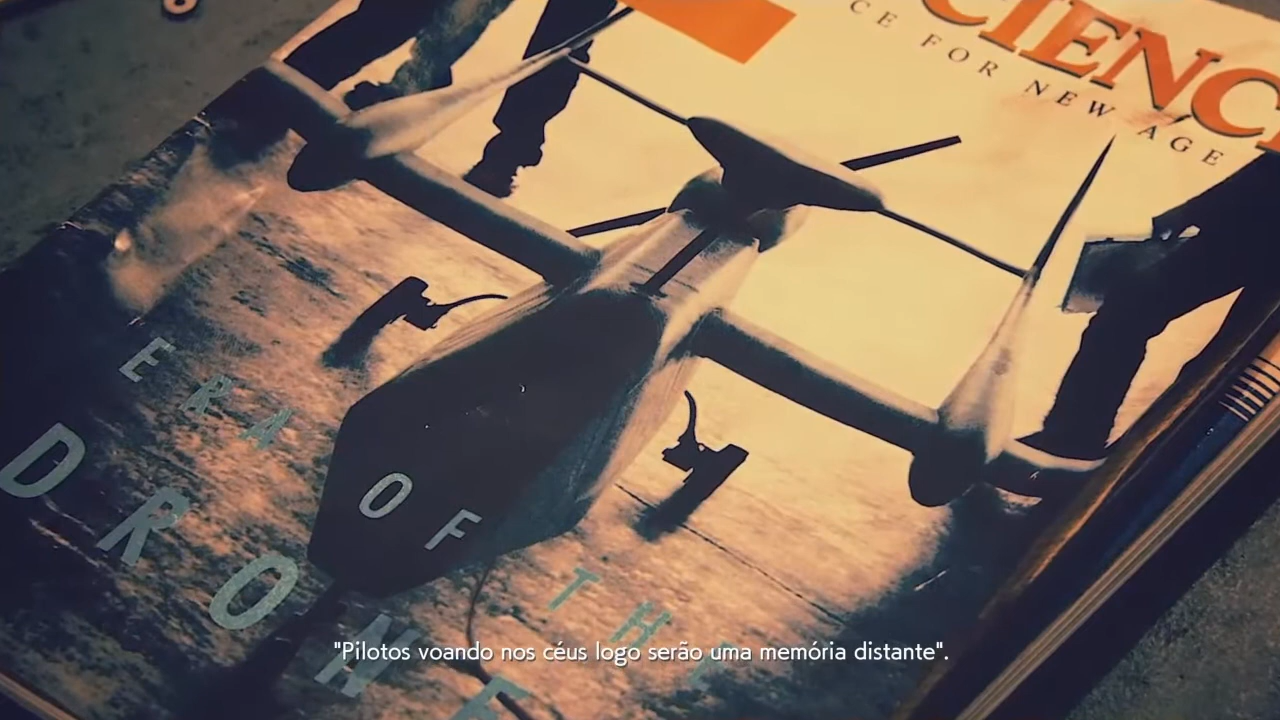 CIENC
CE FOR NEW AGE
ERA OF THE
DRONE
"Pilotos voando nos céus logo serão uma memória distante".